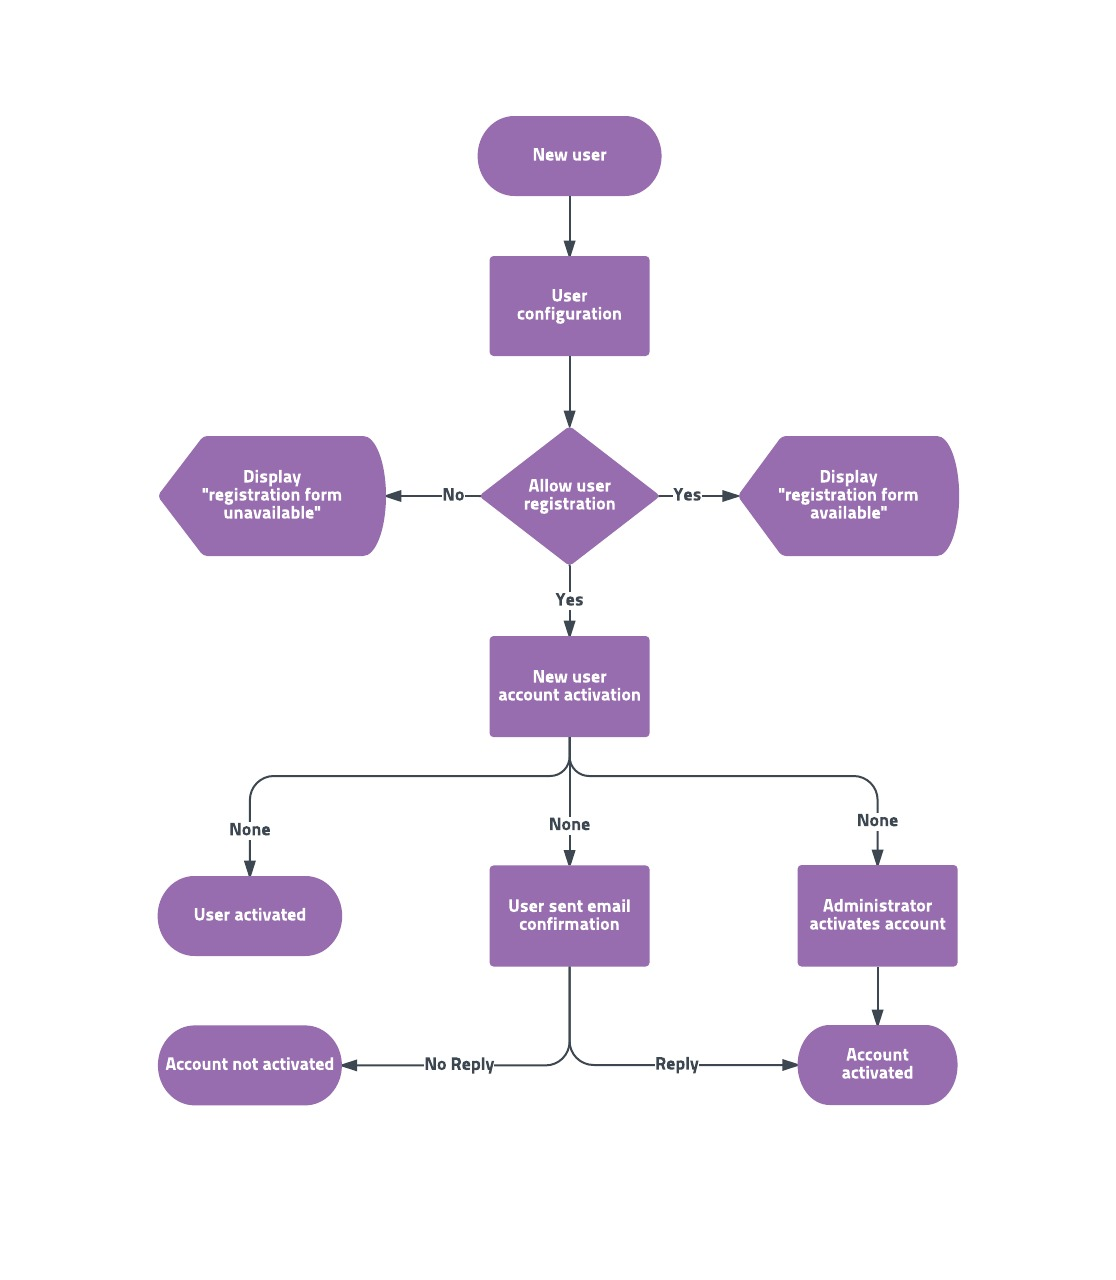 New user
User
configuration
Display
"registration form
unavailable"
No
Allow user
registration
Yes
Display
"registration form
available"
Yes
New user
account activation
None
None
None
User activated
User sent email
confirmation
Administrator
activates account
Account not activated
No Reply
Reply
Account
activated